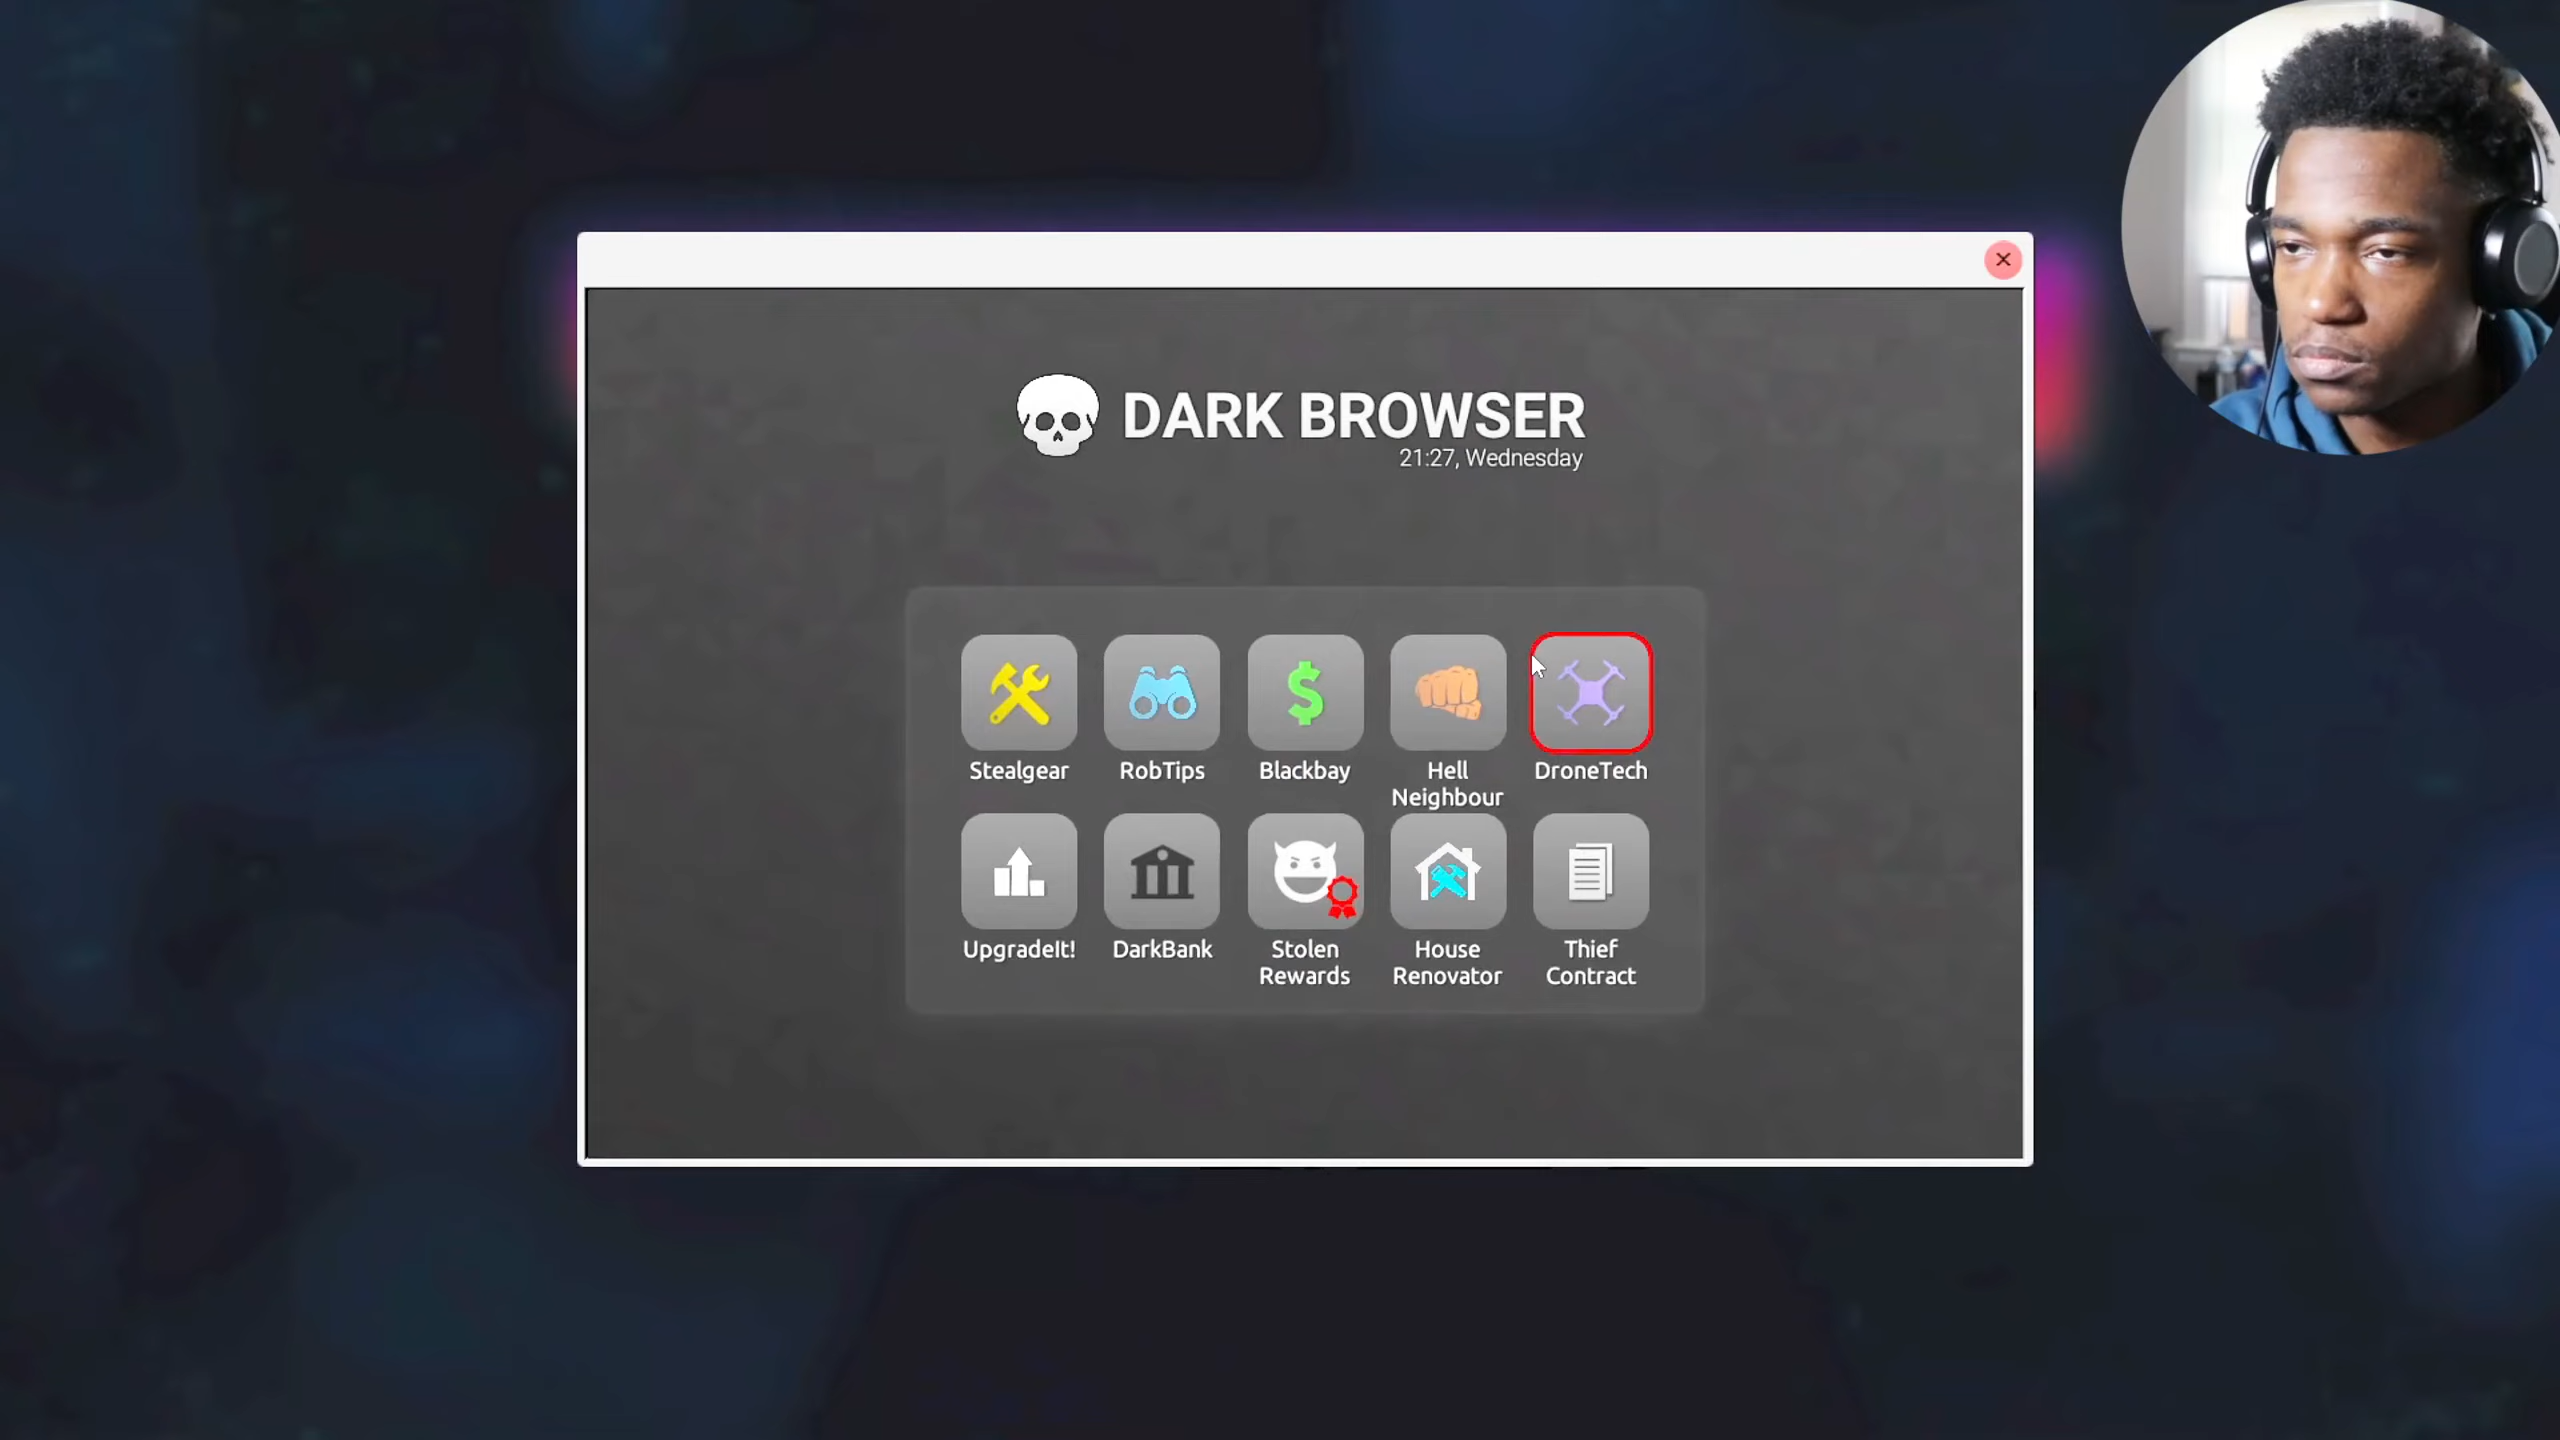 DARK BROWSER
21:27, Wednesday
Stealgear
RobTips
Blackbay
Hell
Neighbour
DroneTech
UpgradeIt!
DarkBank
Stolen
Rewards
House
Renovator
Thief
Contract